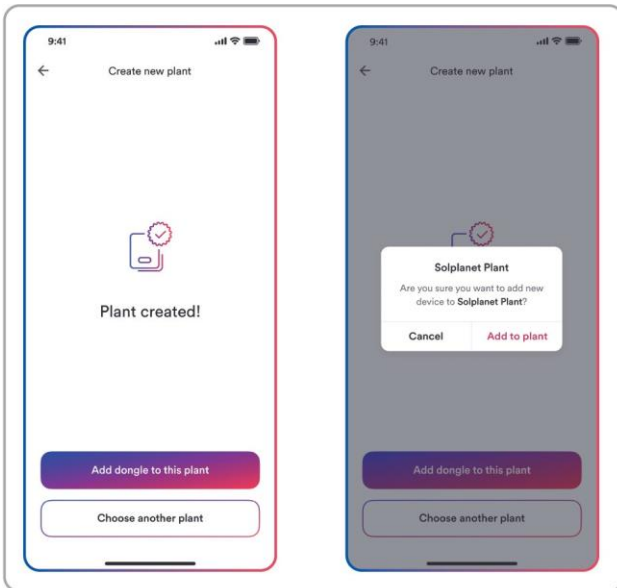 9:41
Create new plant
Plant created!
Add dongle to this plant
Choose another plant
9:41
Create new plant
Solplanet Plant
Are you sure you want to add new
device to Solplanet Plant?
Cancel Add to plant
Add dongle to this plant
Choose another plant